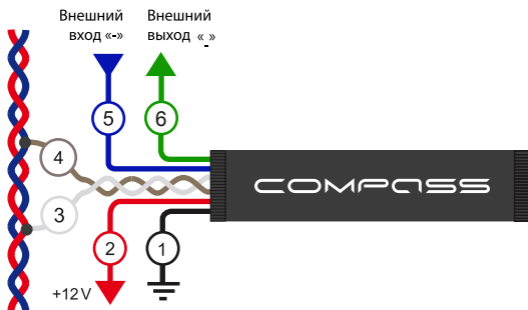 Внешний
вход «-»
Внешний
выход «-»
5
6
4
3
2
1
+12V
COMPASS